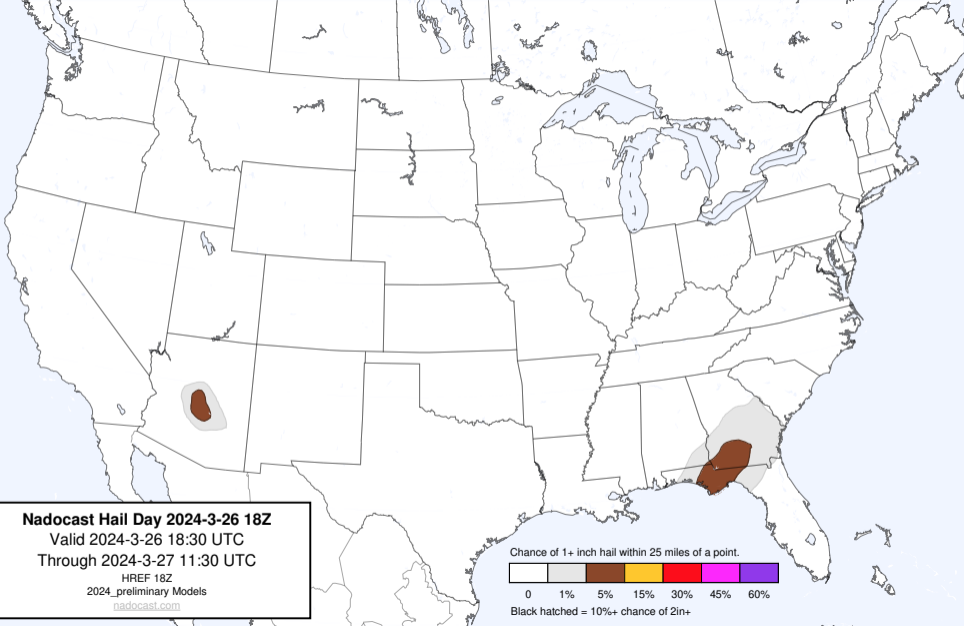 Nadocast Hail Day 2024-3-26 18Z
Valid 2024-3-26 18:30 UTC
Through 2024-3-27 11:30 UTC
HREF 18Z
2024_preliminary Models
nadocast.com
Chance of 1+ inch hail within 25 miles of a point.
0 1% 5% 15% 30% 45% 60%
Black hatched = 10%+ chance of 2in+